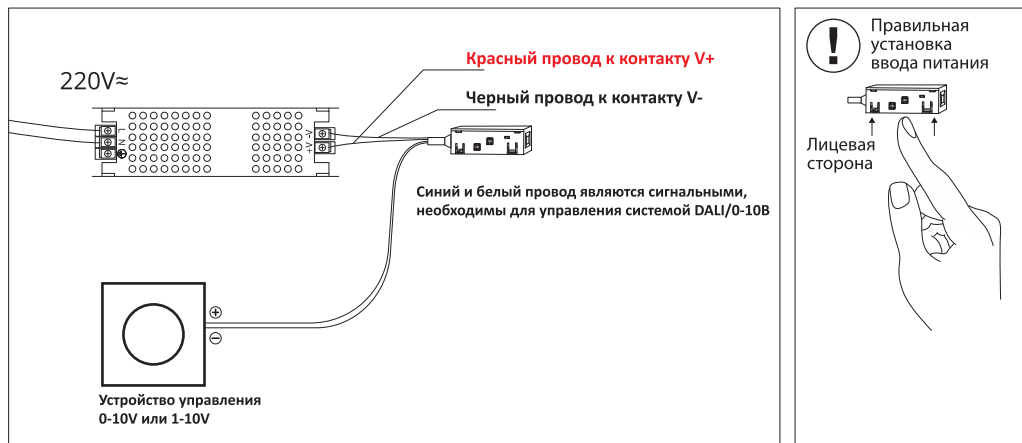 220V≈
Красный провод к контакту V+
Черный провод к контакту V-
L
N
-V
+V
Синий и белый провод являются сигнальными,
необходимы для управления системой DALI/0-10В
+
−
Устройство управления
0-10V или 1-10V
!
Правильная
установка
ввода питания
Лицевая
сторона